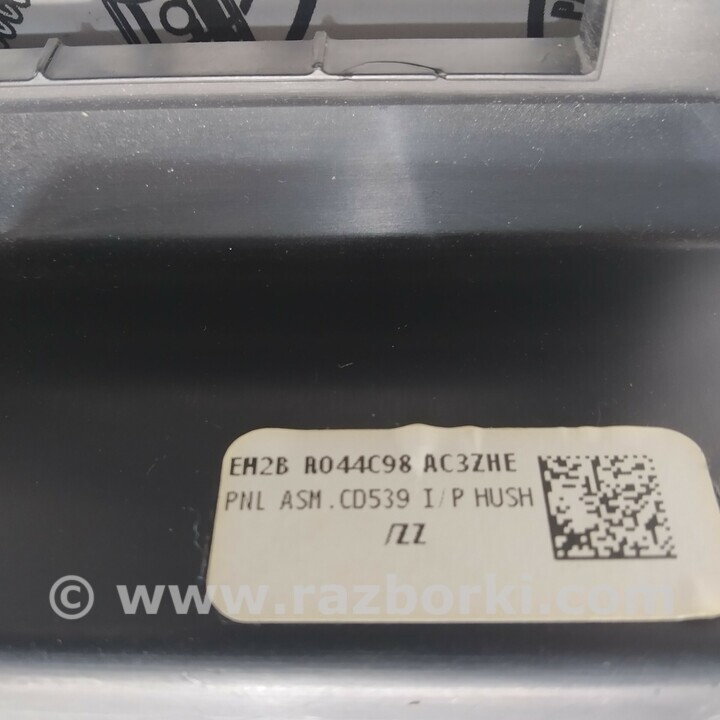 EM2B R044C98 AC3ZHE
PNL ASM.CD539 I/P HUSH
/ZZ
© www.razborki.com